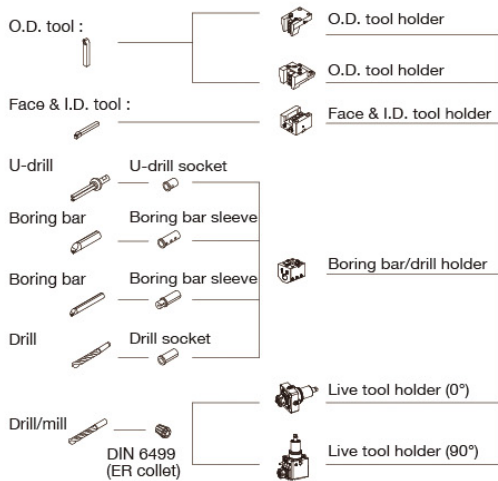 O.D. tool :
O.D. tool holder
O.D. tool holder
Face & I.D. tool :
Face & I.D. tool holder
U-drill
U-drill socket
Boring bar
Boring bar sleeve
Boring bar/drill holder
Boring bar
Boring bar sleeve
Drill
Drill socket
Live tool holder (0°)
Drill/mill
DIN 6499
(ER collet)
Live tool holder (90°)